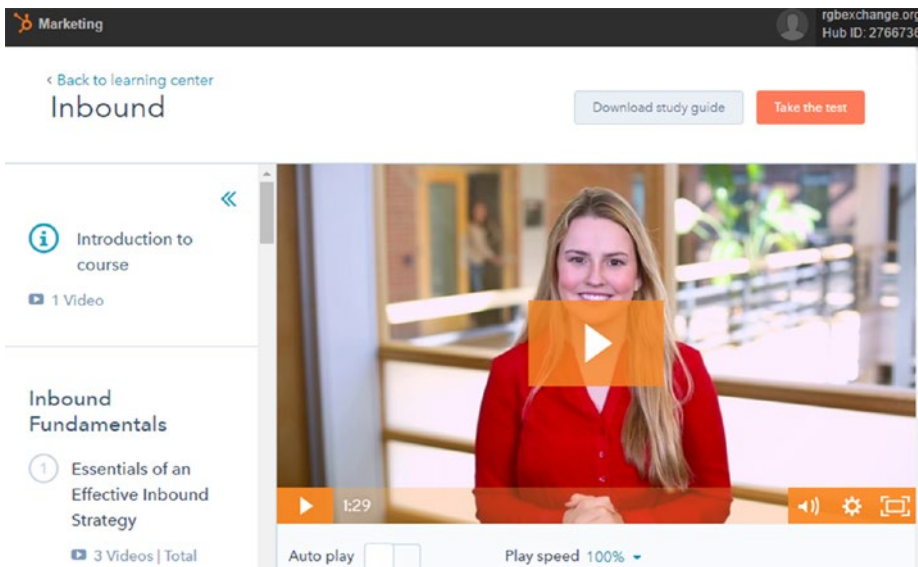 Marketing
rgbexchange.org
Hub ID: 2766736
‹ Back to learning center
Inbound
Download study guide
Take the test
Introduction to
course
1 Video
Inbound
Fundamentals
1
Essentials of an
Effective Inbound
Strategy
3 Videos | Total
1:29
Auto play
Play speed 100%